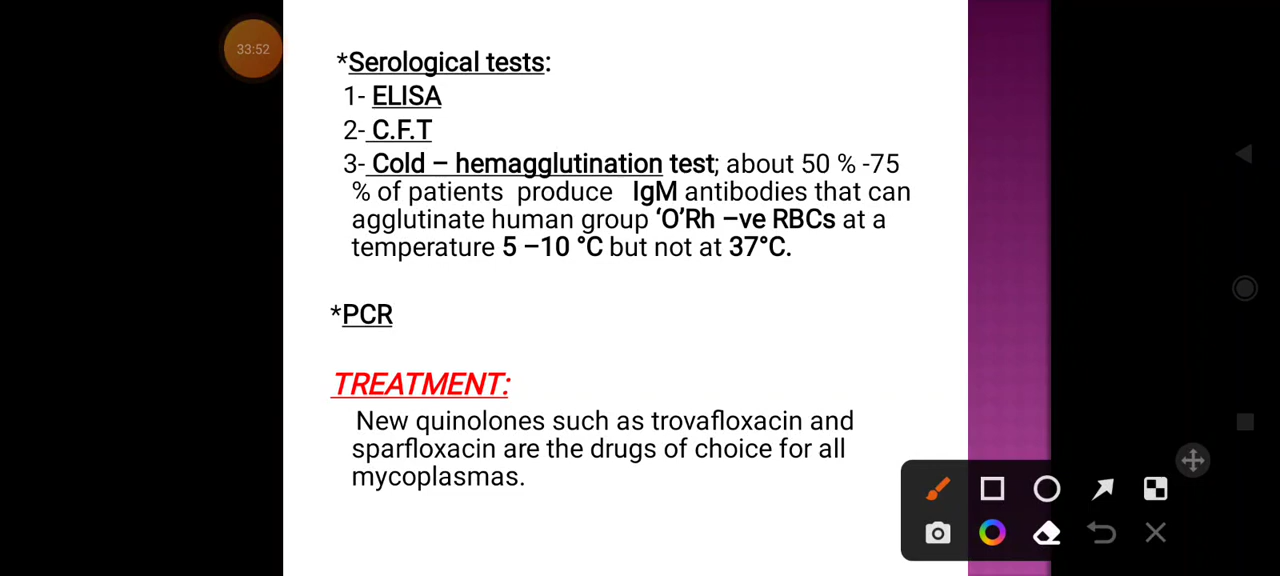 33:52
*Serological tests:
1- ELISA
2- C.F.T
3- Cold – hemagglutination test; about 50 % -75
% of patients produce IgM antibodies that can
agglutinate human group ‘O’Rh –ve RBCs at a
temperature 5 –10 °C but not at 37°C.
*PCR
TREATMENT:
New quinolones such as trovafloxacin and
sparfloxacin are the drugs of choice for all
mycoplasmas.